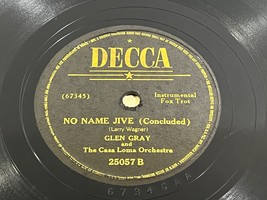 DECCA
(67345)
Instrumental
Fox Trot
NO NAME JIVE (Concluded)
(Larry Wagner)
GLEN GRAY
and
The Casa Loma Orchestra
25057 B